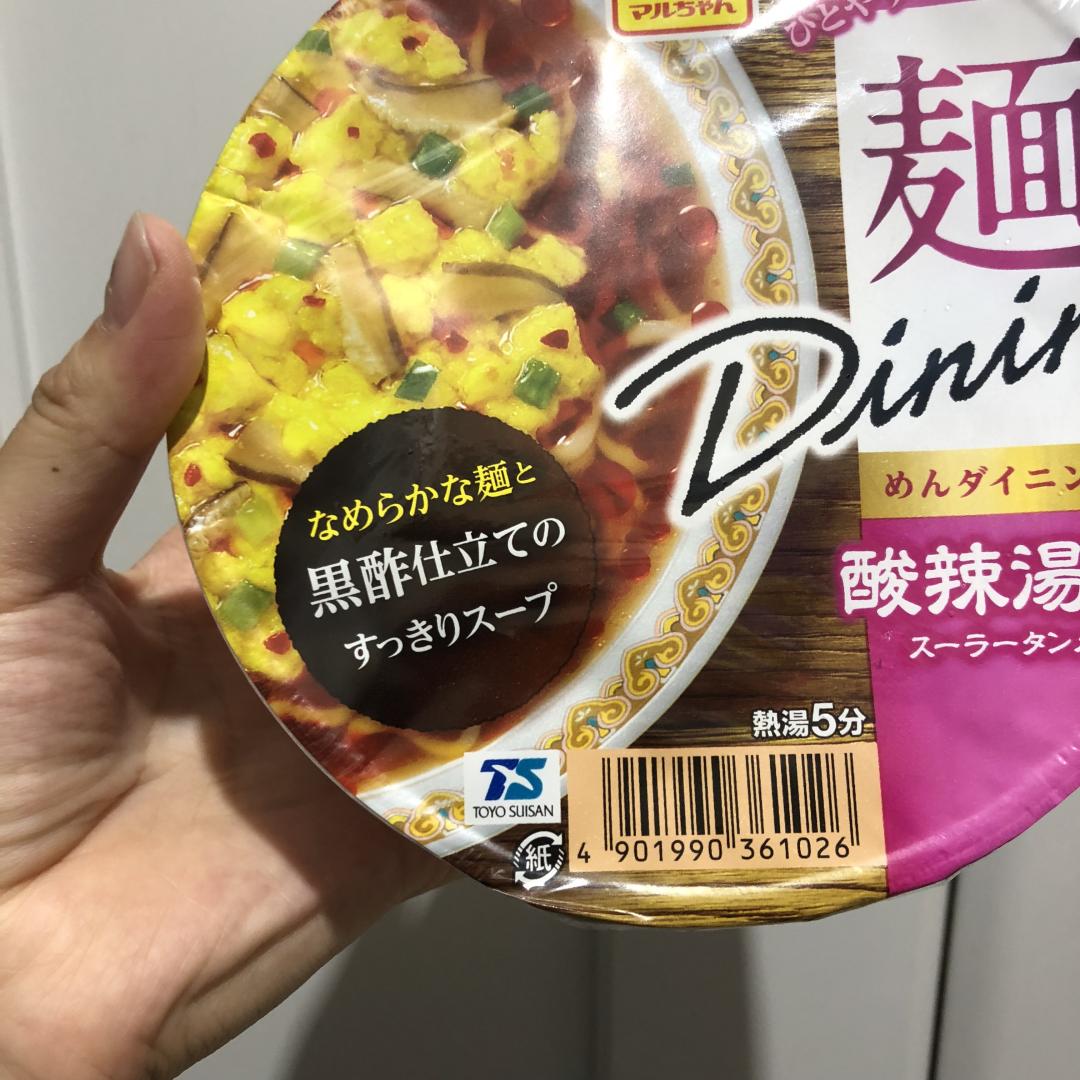 マルちゃん
麺
Dinin
めんダイニン
酸辣湯
スーラータン
なめらかな麺と
黒酢仕立ての
すっきりスープ
熱湯5分
TS
TOYO SUISAN
紙
4 901990 361026